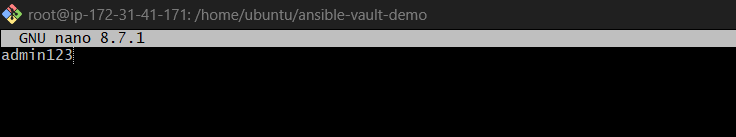 root@ip-172-31-41-171: /home/ubuntu/ansible-vault-demo
GNU nano 8.7.1
admin123